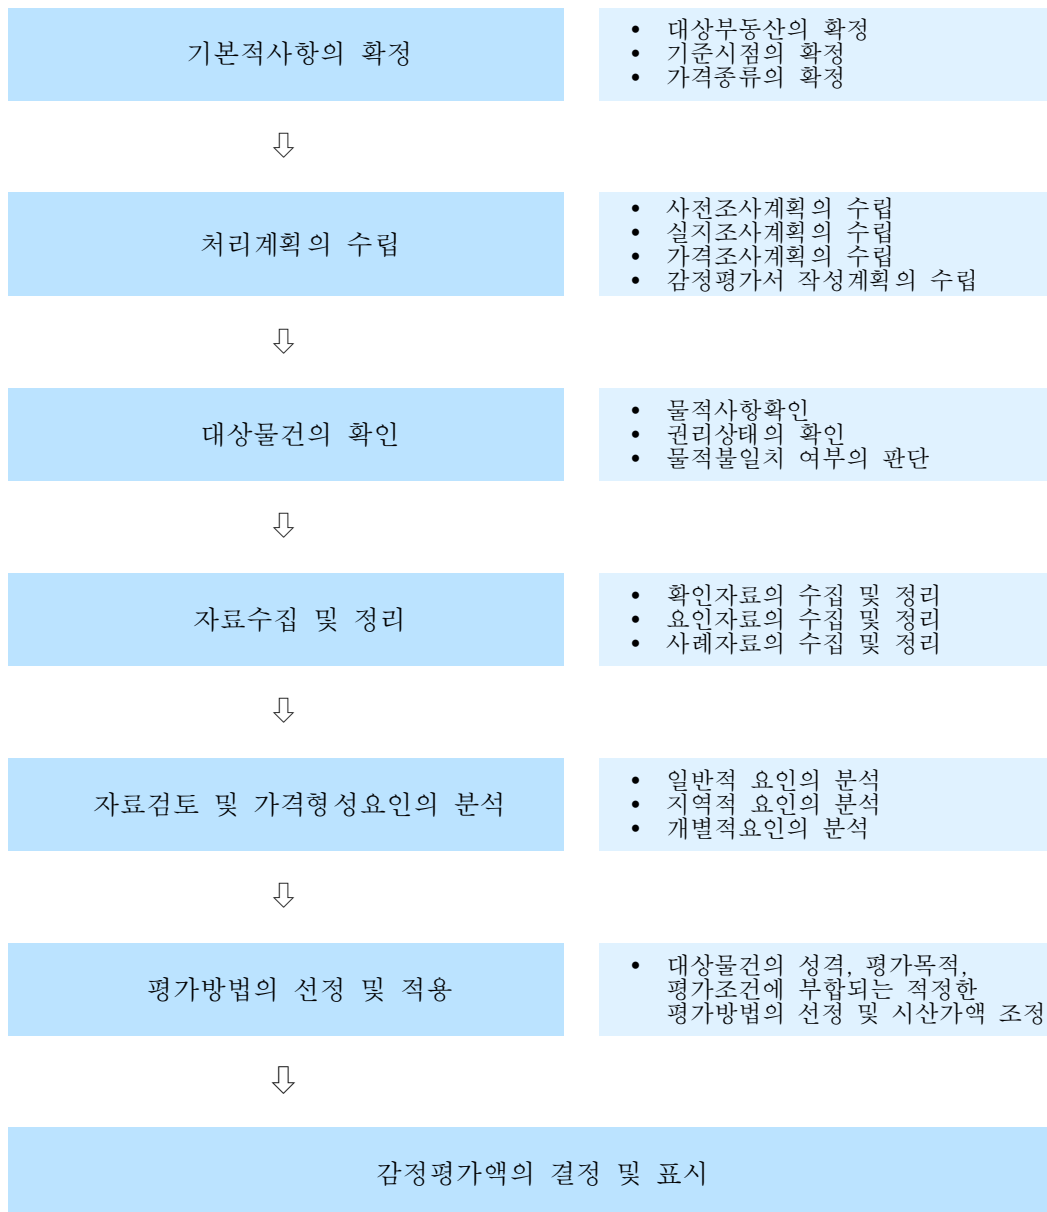 기본적사항의 확정
• 대상부동산의 확정
• 기준시점의 확정
• 가격종류의 확정
⇩
처리계획의 수립
• 사전조사계획의 수립
• 실지조사계획의 수립
• 가격조사계획의 수립
• 감정평가서 작성계획의 수립
⇩
대상물건의 확인
• 물적사항확인
• 권리상태의 확인
• 물적불일치 여부의 판단
⇩
자료수집 및 정리
• 확인자료의 수집 및 정리
• 요인자료의 수집 및 정리
• 사례자료의 수집 및 정리
⇩
자료검토 및 가격형성요인의 분석
• 일반적 요인의 분석
• 지역적 요인의 분석
• 개별적요인의 분석
⇩
평가방법의 선정 및 적용
• 대상물건의 성격, 평가목적,
평가조건에 부합되는 적정한
평가방법의 선정 및 시산가액 조정
⇩
감정평가액의 결정 및 표시